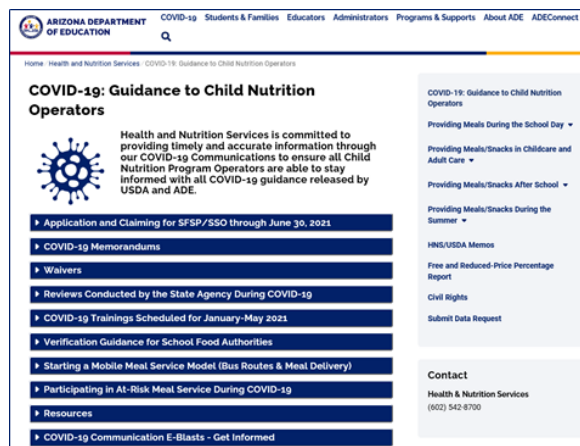 ARIZONA DEPARTMENT
OF EDUCATION
COVID-19 Students & Families Educators Administrators Programs & Supports About ADE ADEConnect
Home / Health and Nutrition Services / COVID-19: Guidance to Child Nutrition Operators
COVID-19: Guidance to Child Nutrition
Operators
Health and Nutrition Services is committed to
providing timely and accurate information through
our COVID-19 Communications to ensure all Child
Nutrition Program Operators are able to stay
informed with all COVID-19 guidance released by
USDA and ADE.
Application and Claiming for SFSP/SSO through June 30, 2021
COVID-19 Memorandums
Waivers
Reviews Conducted by the State Agency During COVID-19
COVID-19 Trainings Scheduled for January-May 2021
Verification Guidance for School Food Authorities
Starting a Mobile Meal Service Model (Bus Routes & Meal Delivery)
Participating in At-Risk Meal Service During COVID-19
Resources
COVID-19 Communication E-Blasts - Get Informed
COVID-19: Guidance to Child Nutrition
Operators
Providing Meals During the School Day
Providing Meals/Snacks in Childcare and
Adult Care
Providing Meals/Snacks After School
Providing Meals/Snacks During the
Summer
HNS/USDA Memos
Free and Reduced-Price Percentage
Report
Civil Rights
Submit Data Request
Contact
Health & Nutrition Services
(602) 542-8700